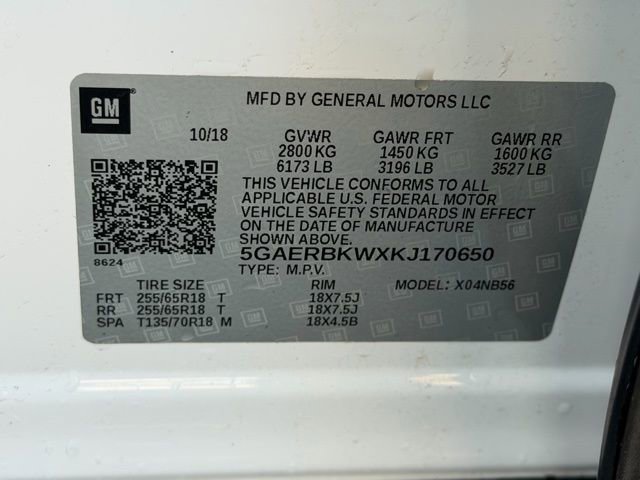 GM MFD BY GENERAL MOTORS LLC
10/18 GVWR GAWR FRT GAWR RR
2800 KG 1450 KG 1600 KG
6173 LB 3196 LB 3527 LB
THIS VEHICLE CONFORMS TO ALL
APPLICABLE U.S. FEDERAL MOTOR
VEHICLE SAFETY STANDARDS IN EFFECT
ON THE DATE OF MANUFACTURE
SHOWN ABOVE.
8624 5GAERBKWXKJ170650
TYPE: M.P.V.
TIRE SIZE RIM MODEL: X04NB56
FRT 255/65R18 T 18X7.5J
RR 255/65R18 T 18X7.5J
SPA T135/70R18 M 18X4.5B